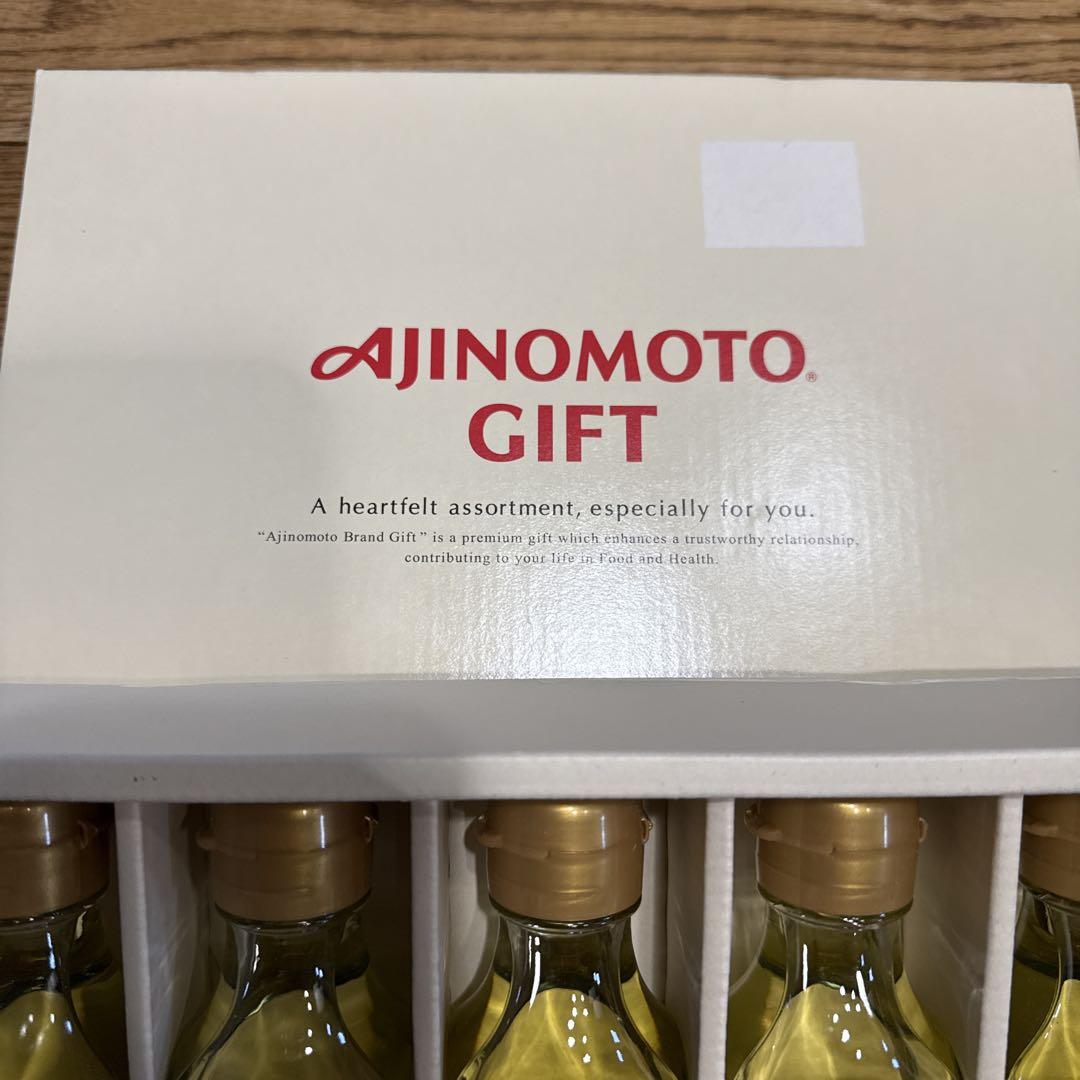 AJINOMOTO®
GIFT
A heartfelt assortment, especially for you.
“Ajinomoto Brand Gift” is a premium gift which enhances a trustworthy relationship,
contributing to your life in Food and Health.